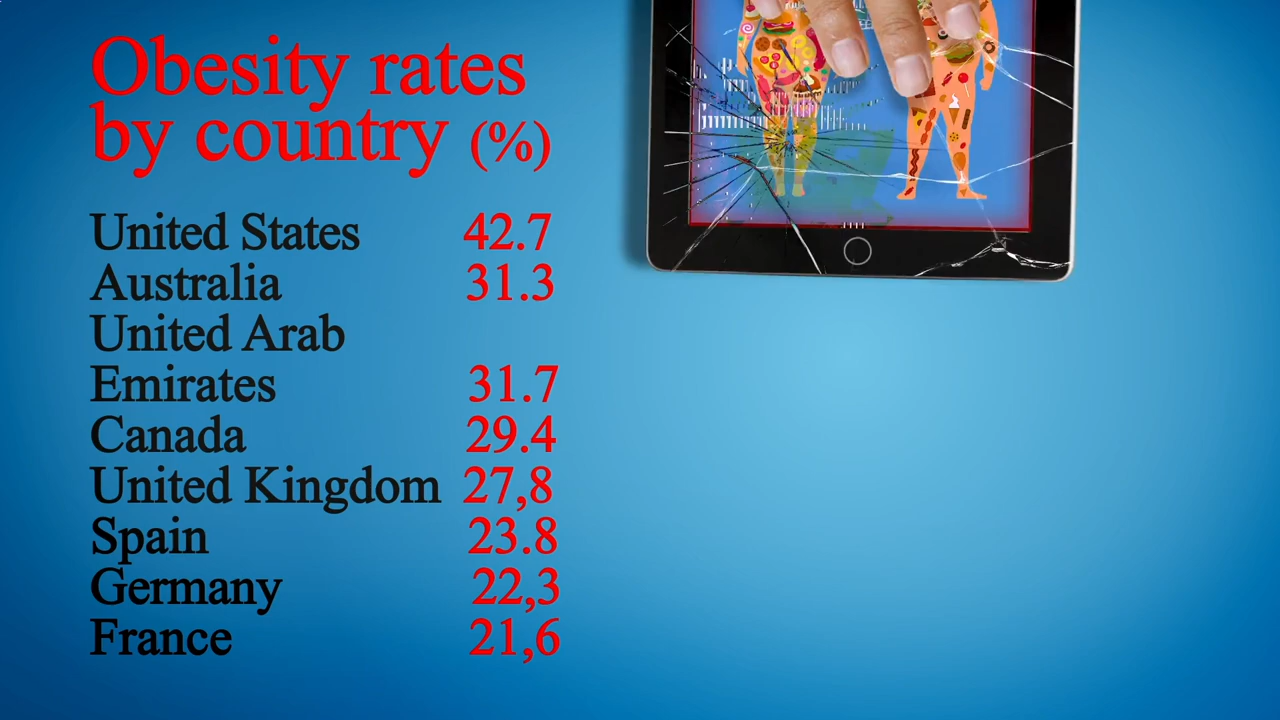 Obesity rates
by country (%)
United States 42.7
Australia 31.3
United Arab
Emirates 31.7
Canada 29.4
United Kingdom 27,8
Spain 23.8
Germany 22,3
France 21,6